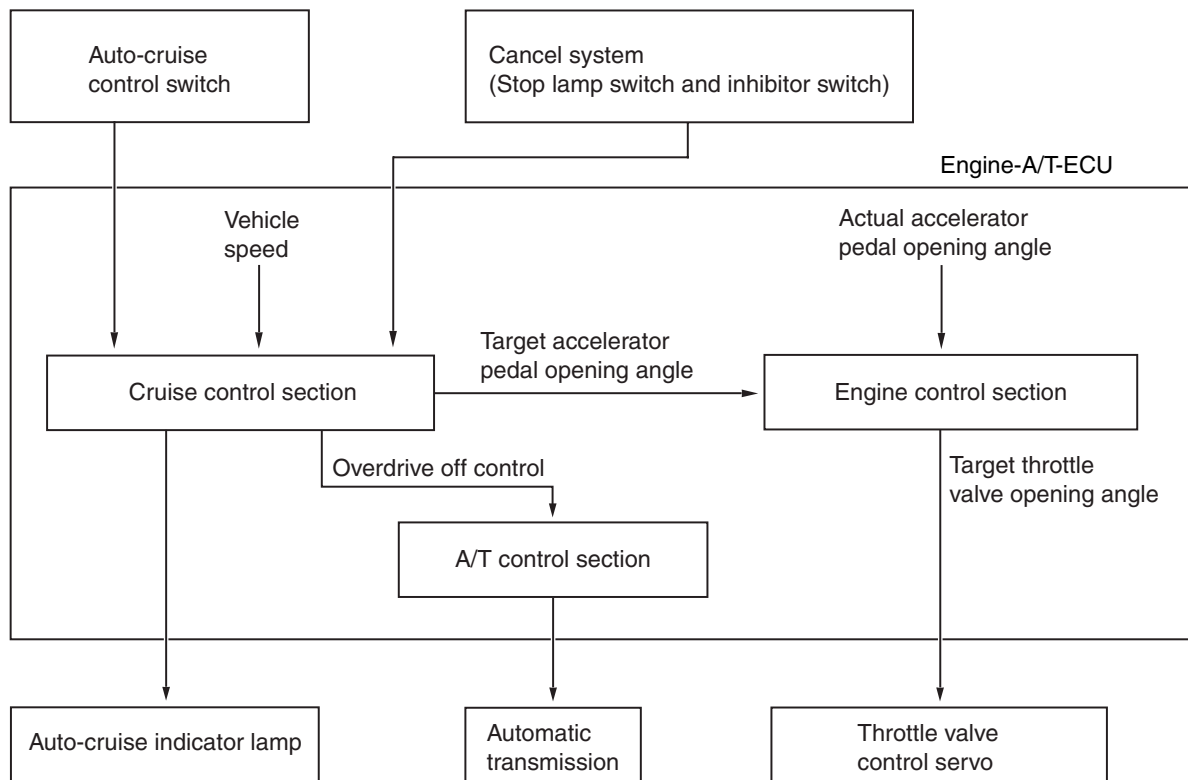 Auto-cruise
control switch
Cancel system
(Stop lamp switch and inhibitor switch)
Engine-A/T-ECU
Vehicle
speed
Actual accelerator
pedal opening angle
Target accelerator
pedal opening angle
Cruise control section
Engine control section
Overdrive off control
Target throttle
valve opening angle
A/T control section
Auto-cruise indicator lamp
Automatic
transmission
Throttle valve
control servo